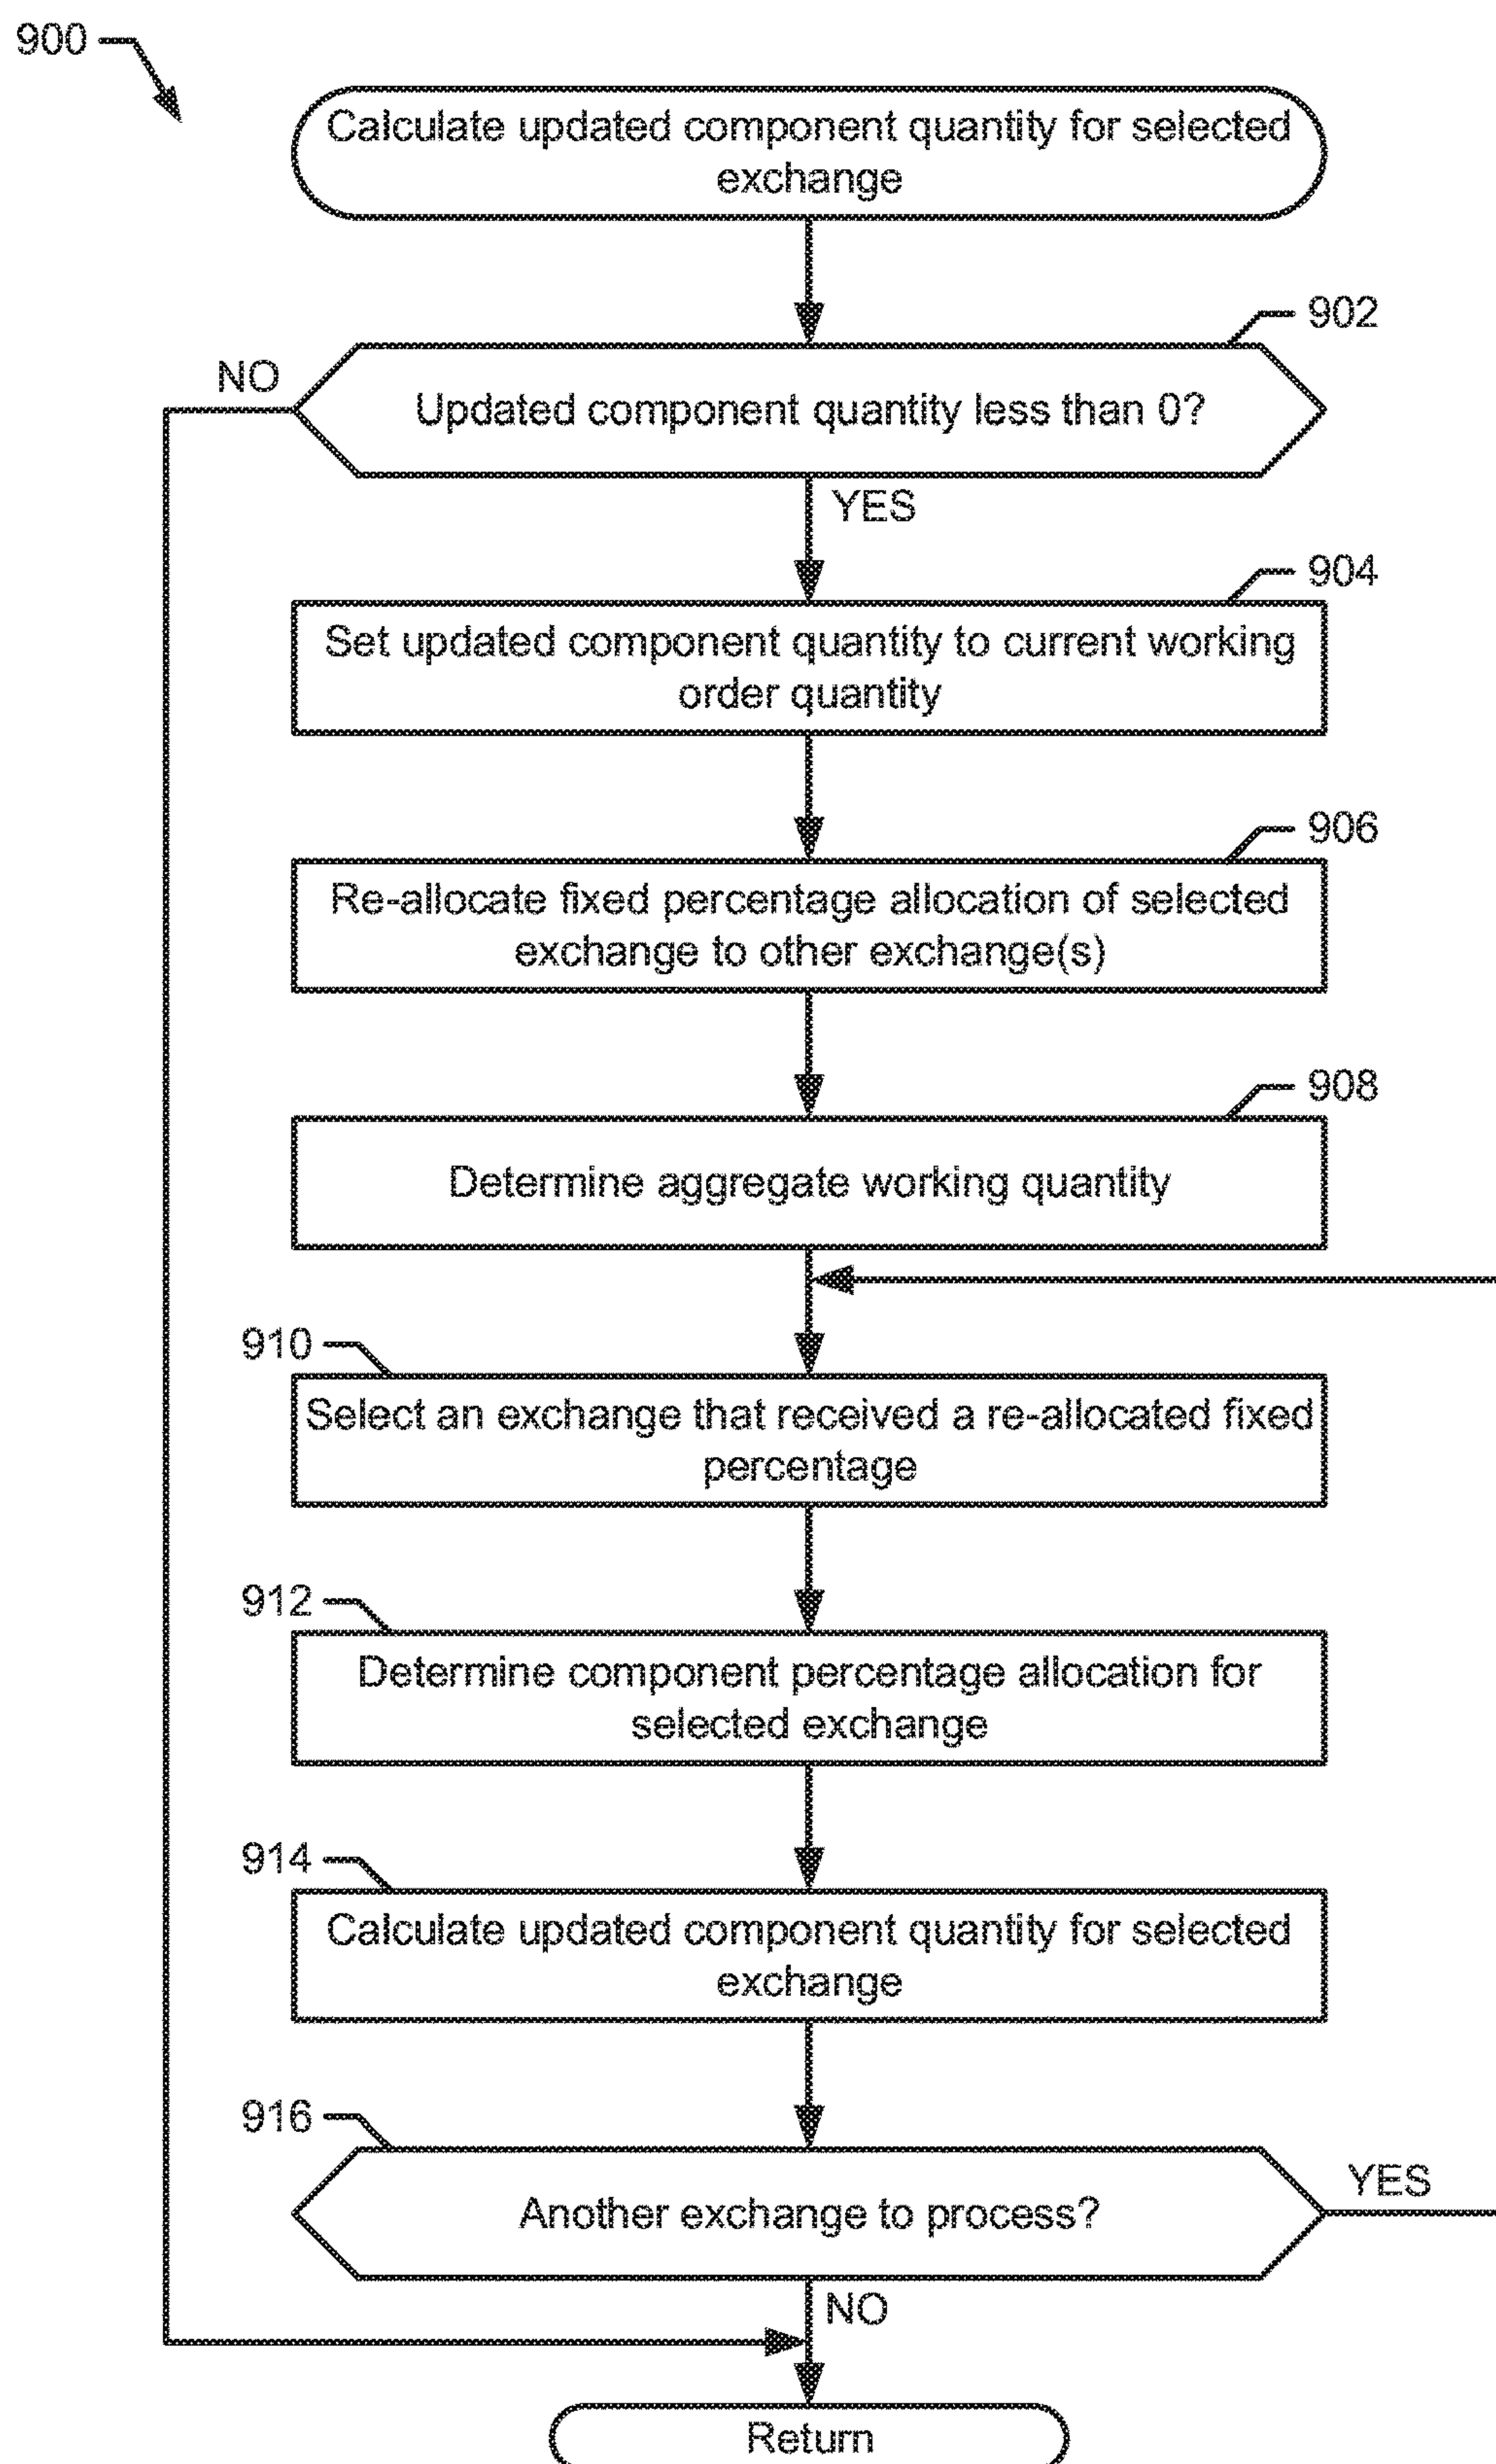 900
Calculate updated component quantity for selected
exchange
902
NO
Updated component quantity less than 0?
YES
904
Set updated component quantity to current working
order quantity
906
Re-allocate fixed percentage allocation of selected
exchange to other exchange(s)
908
Determine aggregate working quantity
910
Select an exchange that received a re-allocated fixed
percentage
912
Determine component percentage allocation for
selected exchange
914
Calculate updated component quantity for selected
exchange
916
YES
Another exchange to process?
NO
Return